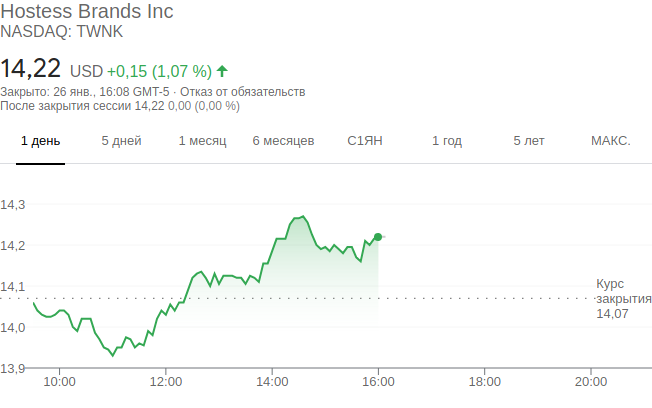 Hostess Brands Inc
NASDAQ: TWNK
14,22 USD +0,15 (1,07 %)
Закрыто: 26 янв., 16:08 GMT-5 · Отказ от обязательств
После закрытия сессии 14,22 0,00 (0,00 %)
1 день 5 дней 1 месяц 6 месяцев С1ЯН 1 год 5 лет МАКС.
14,3
14,2
14,1
Курс
закрытия
14,07
14,0
13,9
10:00 12:00 14:00 16:00 18:00 20:00